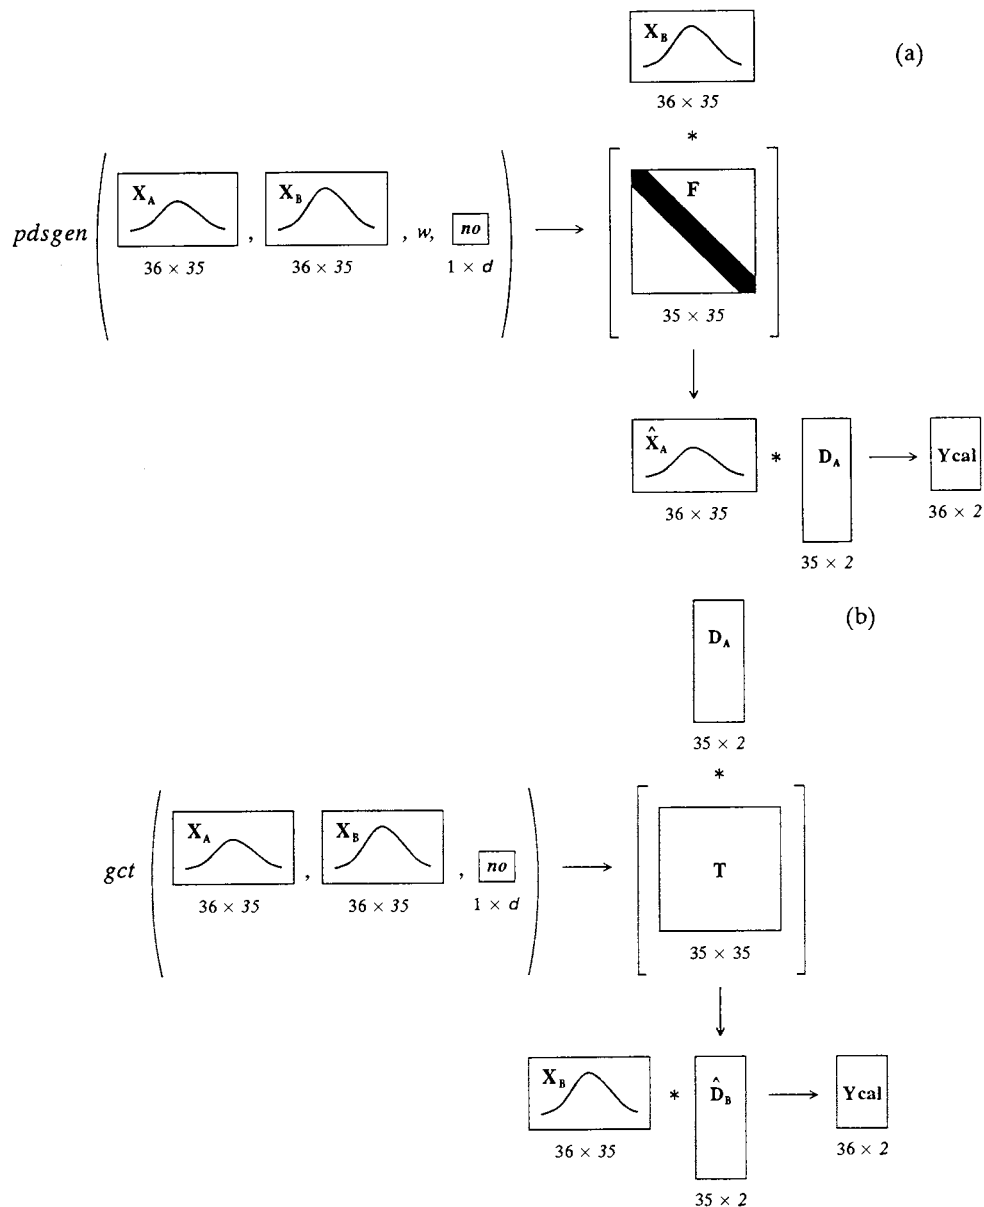 X_B
(a)
36 × 35
*
pdsgen ( X_A , X_B , w, no ) → [ F ]
36 × 35 36 × 35 1 × d
35 × 35
X̂_A * D_A → Ycal
36 × 35 36 × 2
35 × 2
(b)
D_A
35 × 2
*
gct ( X_A , X_B , no ) → [ T ]
36 × 35 36 × 35 1 × d
35 × 35
X_B * D̂_B → Ycal
36 × 35 36 × 2
35 × 2